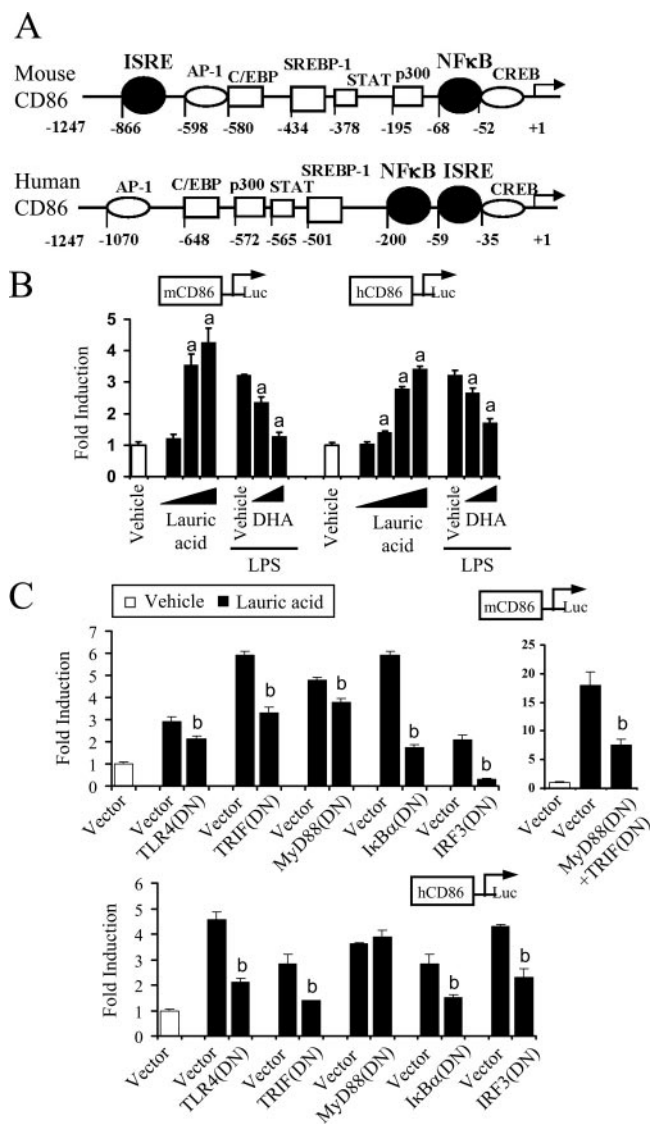 A
Mouse CD86
ISRE AP-1 C/EBP SREBP-1 STAT p300 NFκB CREB
-1247 -866 -598 -580 -434 -378 -195 -68 -52 +1
Human CD86
AP-1 C/EBP p300 STAT SREBP-1 NFκB ISRE CREB
-1247 -1070 -648 -572 -565 -501 -200 -59 -35 +1
B
mCD86 Luc
hCD86 Luc
Fold Induction
5
4
3
2
1
0
a a a a
a a a a a
Vehicle Lauric acid Vehicle DHA
LPS
Vehicle Lauric acid Vehicle DHA
LPS
C
Vehicle Lauric acid
mCD86 Luc
Fold Induction
7
6
5
4
3
2
1
0
b b b b b
Vector Vector TLR4(DN) Vector TRIF(DN) Vector MyD88(DN) Vector IκBα(DN) Vector IRF3(DN)
25
20
15
10
5
0
b
Vector Vector MyD88(DN) +TRIF(DN)
hCD86 Luc
Fold Induction
6
5
4
3
2
1
0
b b b b
Vector Vector TLR4(DN) Vector TRIF(DN) Vector MyD88(DN) Vector IκBα(DN) Vector IRF3(DN)